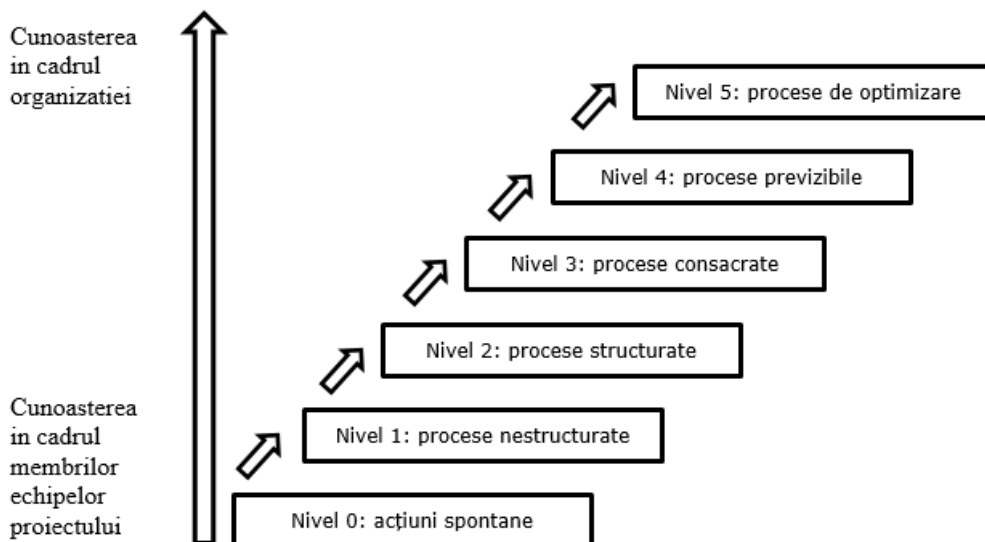 Cunoasterea
in cadrul
organizatiei
Nivel 5: procese de optimizare
Nivel 4: procese previzibile
Nivel 3: procese consacrate
Nivel 2: procese structurate
Cunoasterea
in cadrul
membrilor
echipelor
proiectului
Nivel 1: procese nestructurate
Nivel 0: acțiuni spontane